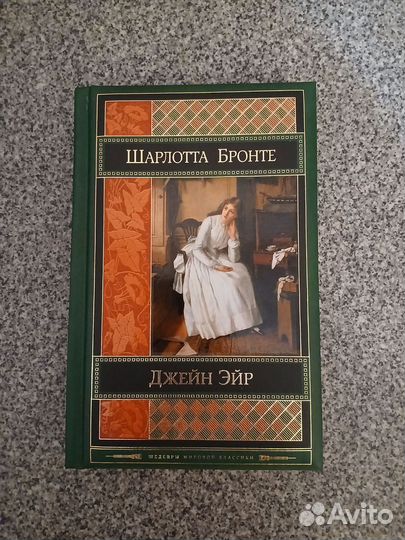 ШАРЛОТТА БРОНТЕ
ДЖЕЙН ЭЙР
ШЕДЕВРЫ МИРОВОЙ КЛАССИКИ
Avito